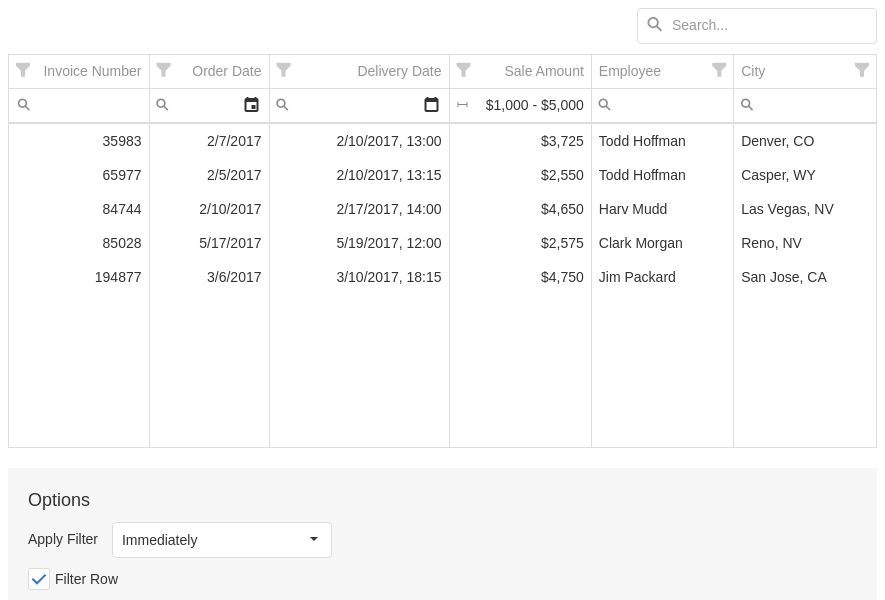 Search...
Invoice Number Order Date Delivery Date Sale Amount Employee City
$1,000 - $5,000
35983 2/7/2017 2/10/2017, 13:00 $3,725 Todd Hoffman Denver, CO
65977 2/5/2017 2/10/2017, 13:15 $2,550 Todd Hoffman Casper, WY
84744 2/10/2017 2/17/2017, 14:00 $4,650 Harv Mudd Las Vegas, NV
85028 5/17/2017 5/19/2017, 12:00 $2,575 Clark Morgan Reno, NV
194877 3/6/2017 3/10/2017, 18:15 $4,750 Jim Packard San Jose, CA
Options
Apply Filter Immediately
Filter Row